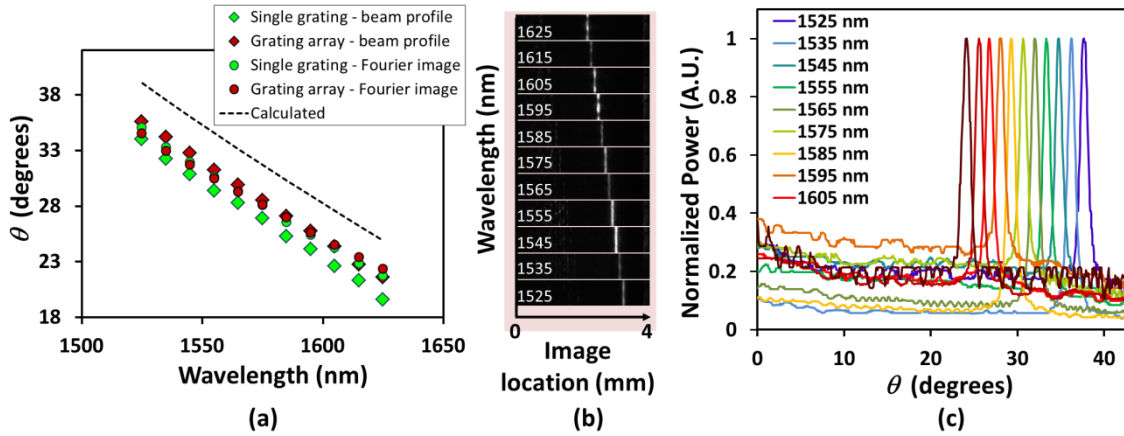 Single grating - beam profile
Grating array - beam profile
Single grating - Fourier image
Grating array - Fourier image
Calculated
38
33
28
23
18
θ (degrees)
1500
1550
1600
1650
Wavelength (nm)
(a)
1625
1615
1605
1595
1585
1575
1565
1555
1545
1535
1525
Wavelength (nm)
0
4
Image
location (mm)
(b)
1525 nm
1535 nm
1545 nm
1555 nm
1565 nm
1575 nm
1585 nm
1595 nm
1605 nm
1
0.8
0.6
0.4
0.2
0
Normalized Power (A.U.)
0
10
20
30
40
θ (degrees)
(c)